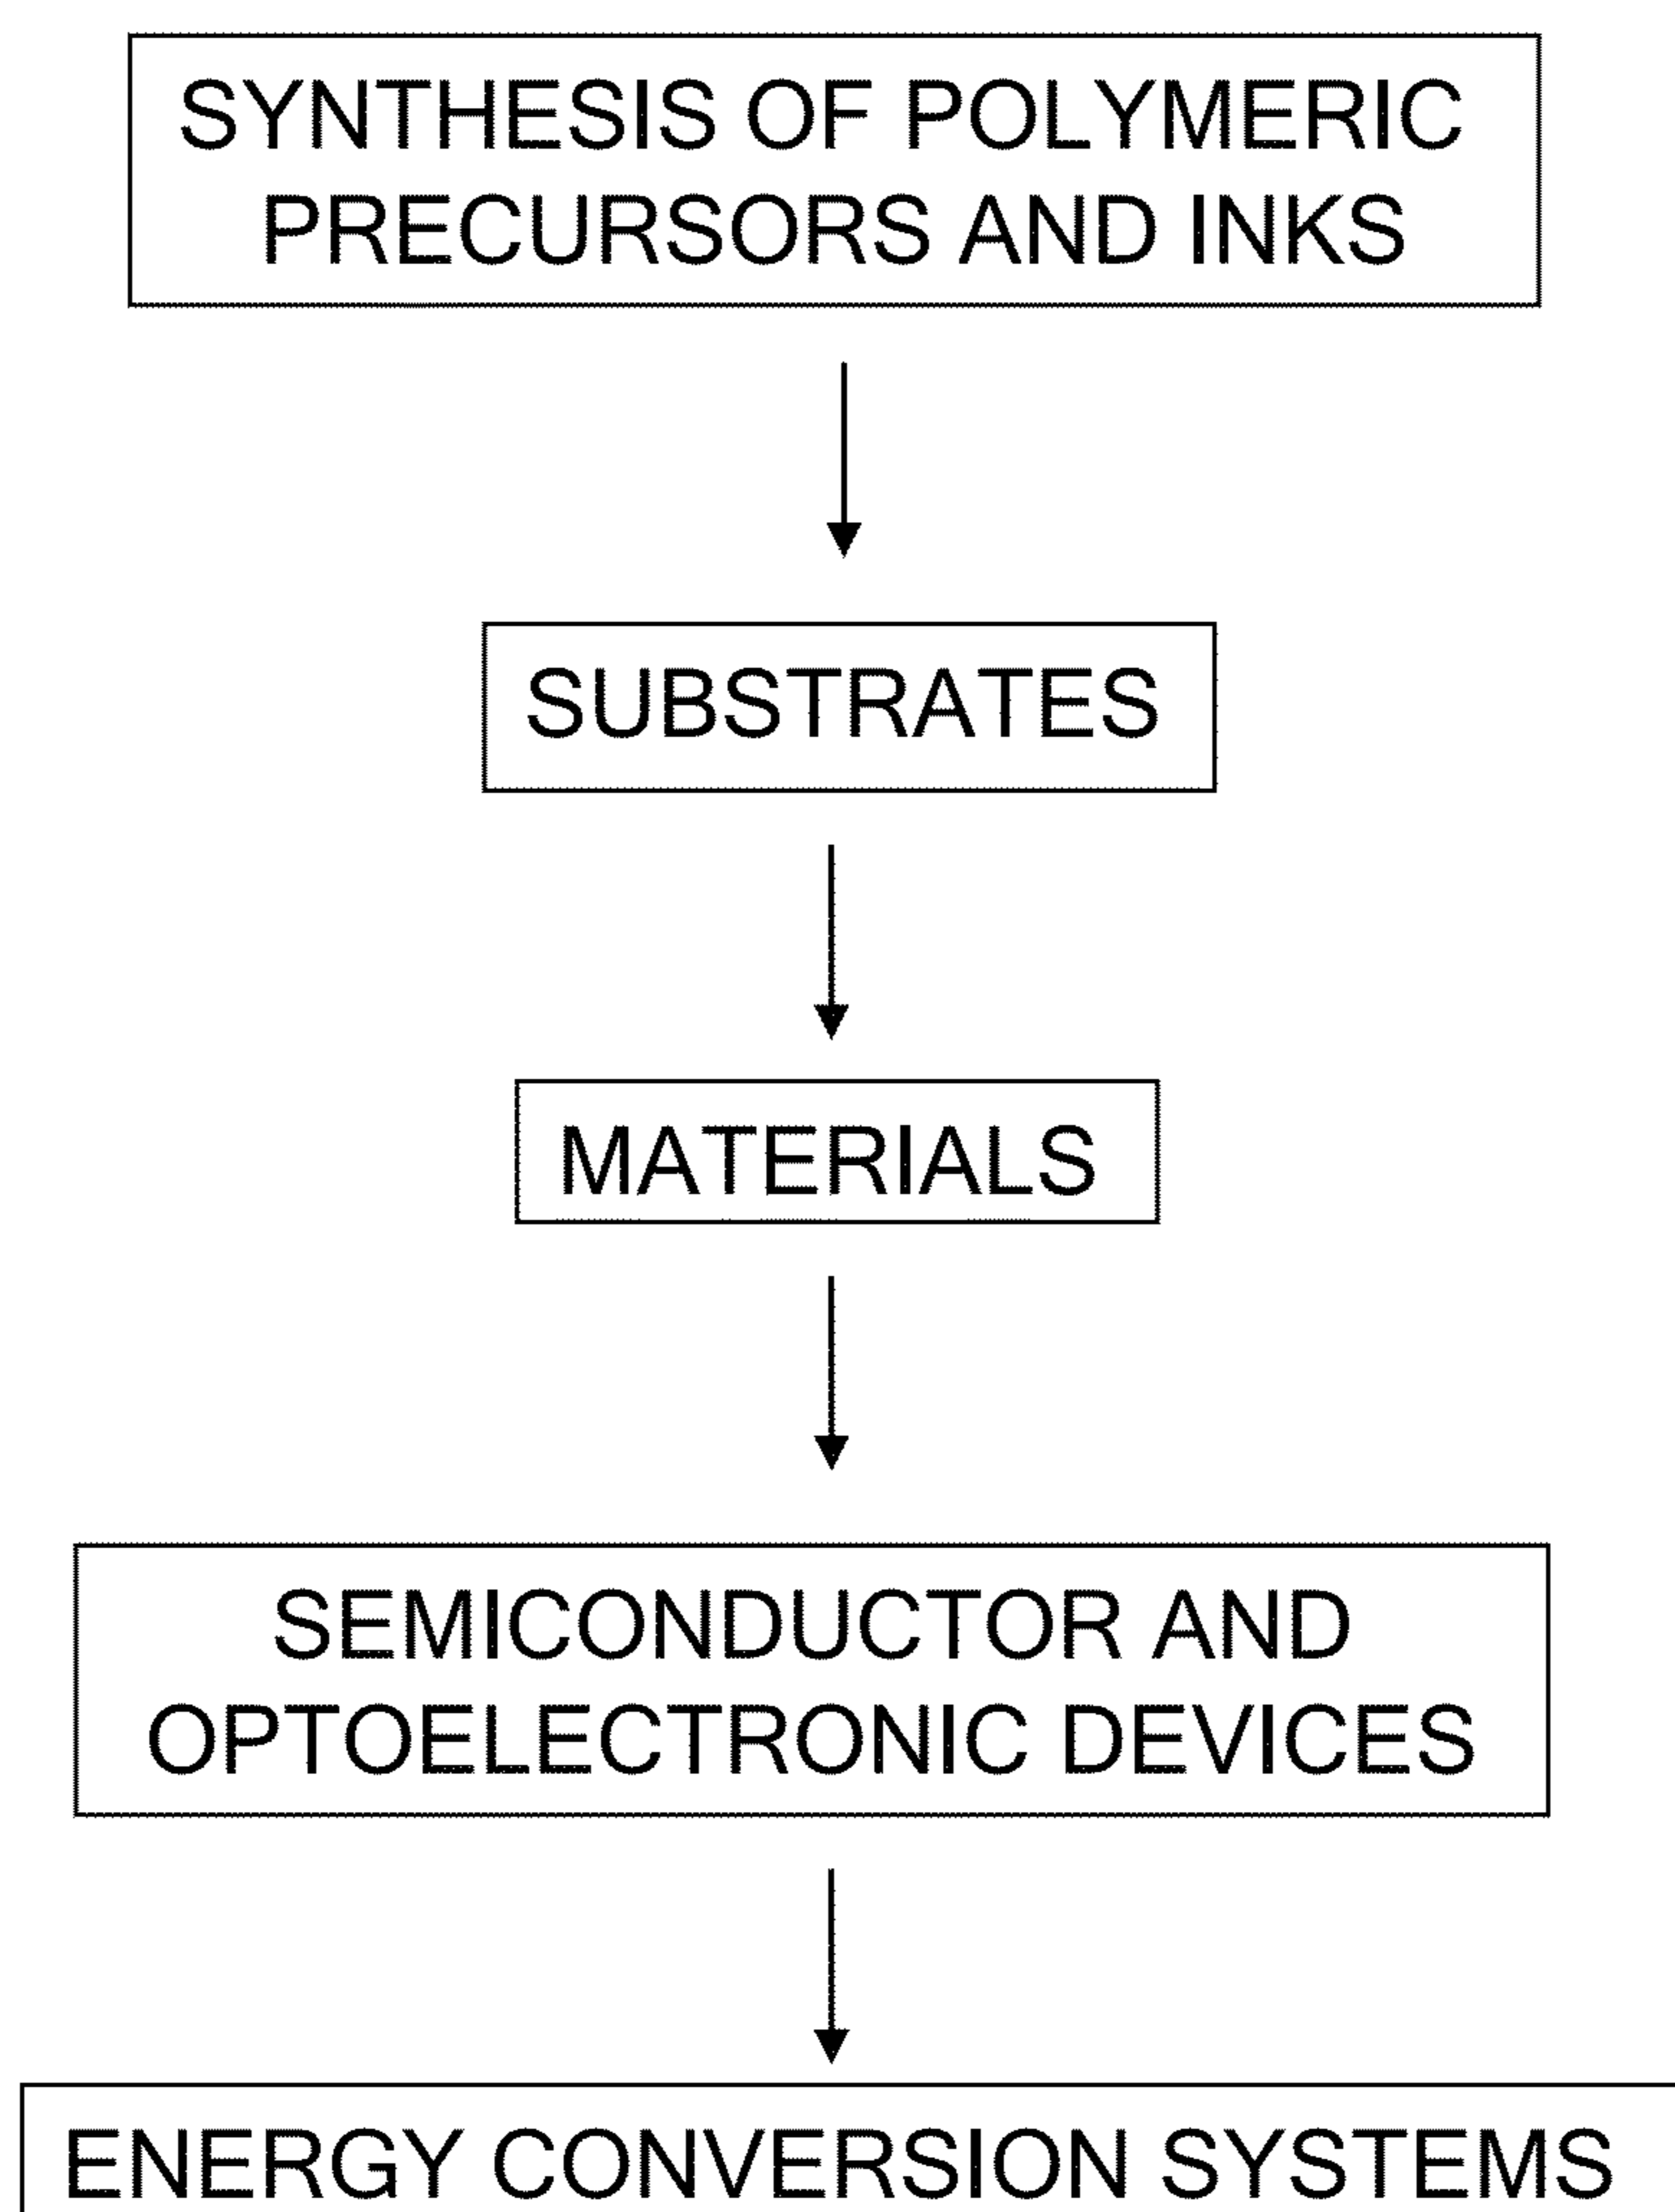 SYNTHESIS OF POLYMERIC
PRECURSORS AND INKS
SUBSTRATES
MATERIALS
SEMICONDUCTOR AND
OPTOELECTRONIC DEVICES
ENERGY CONVERSION SYSTEMS